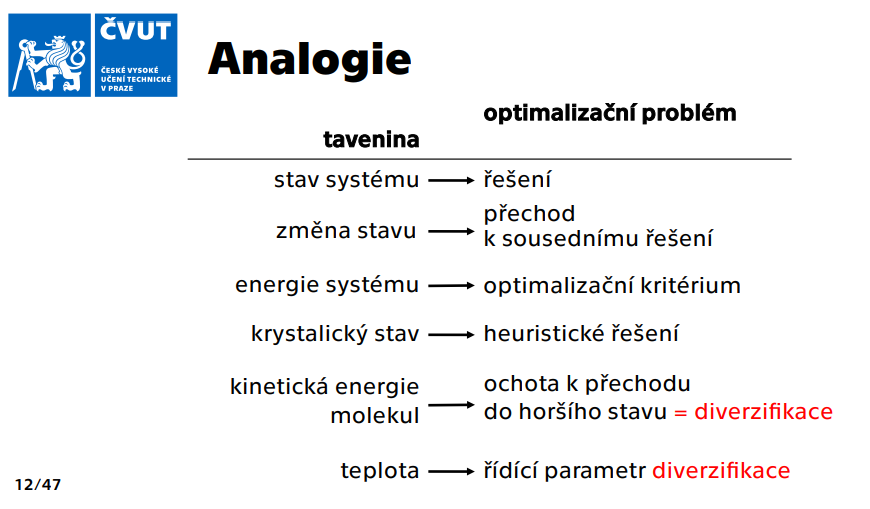 ČVUT
ČESKÉ VYSOKÉ
UČENÍ TECHNICKÉ
V PRAZE
Analogie
optimalizační problém
tavenina
stav systému řešení
přechod
změna stavu
k sousednímu řešení
energie systému optimalizační kritérium
krystalický stav heuristické řešení
kinetická energie
molekul
ochota k přechodu
do horšího stavu = diverzifikace
teplota řídící parametr diverzifikace
12/47